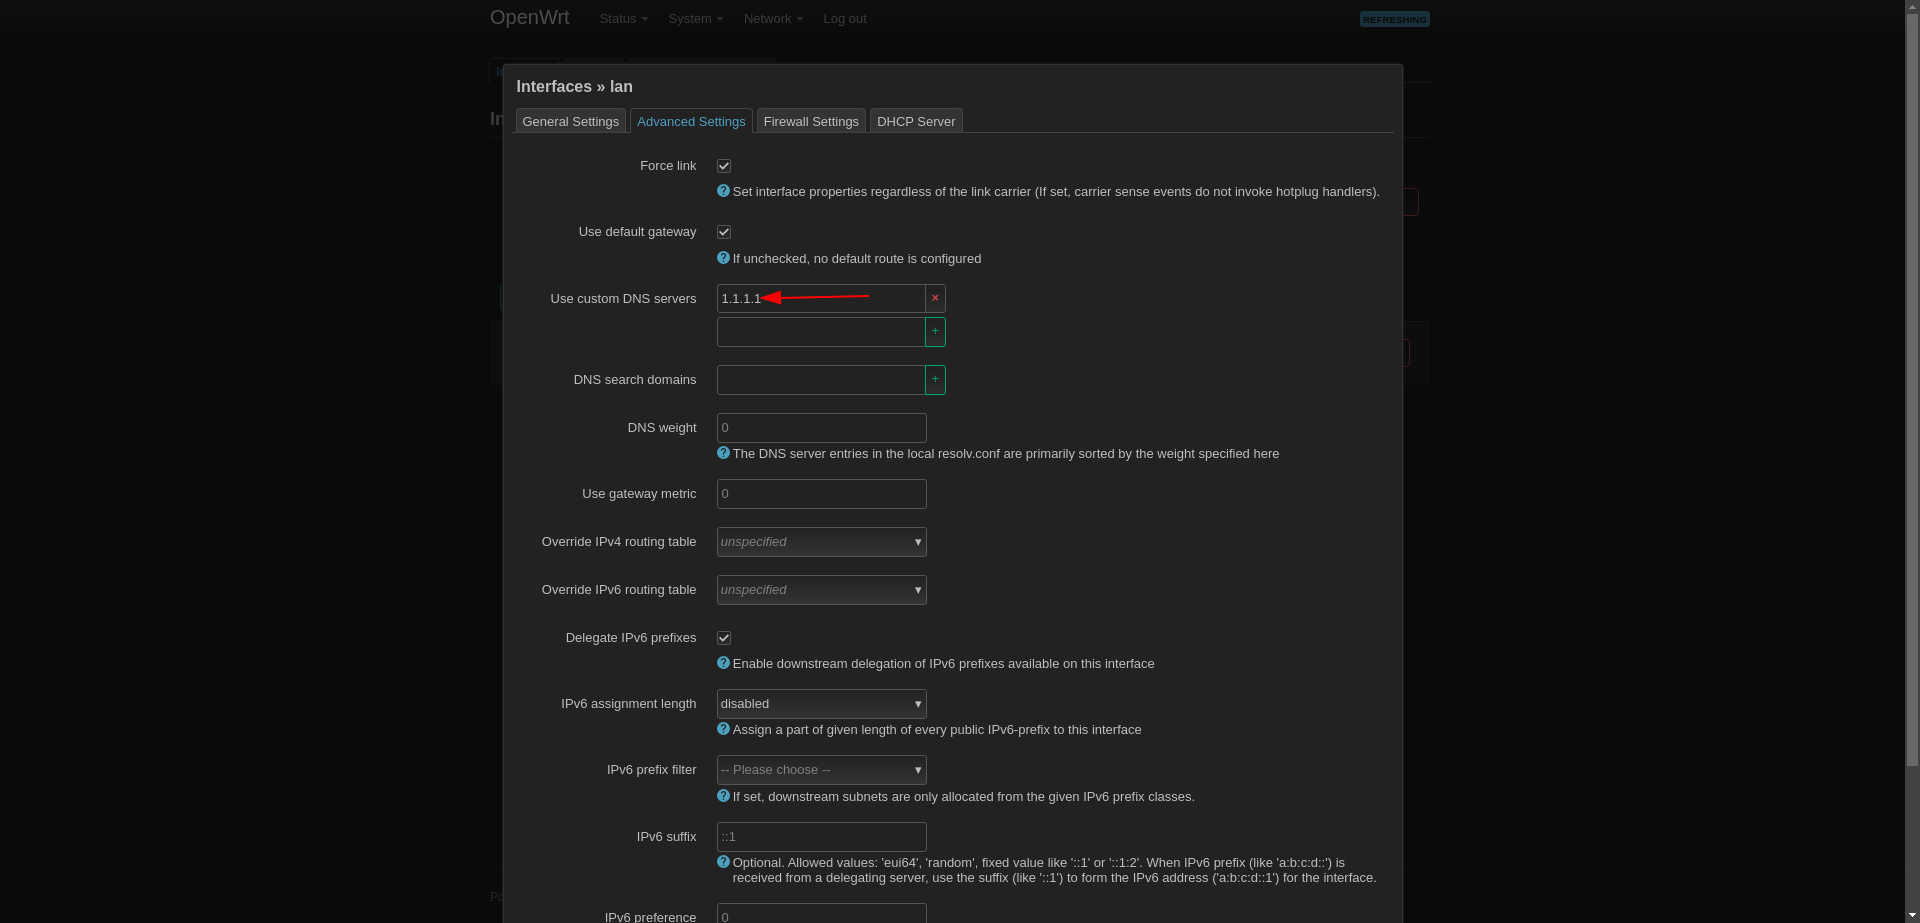 OpenWrt Status System Network Log out REFRESHING
Interfaces » lan
General Settings Advanced Settings Firewall Settings DHCP Server
Force link
Set interface properties regardless of the link carrier (If set, carrier sense events do not invoke hotplug handlers).
Use default gateway
If unchecked, no default route is configured
Use custom DNS servers 1.1.1.1 ×
+
DNS search domains +
DNS weight 0
The DNS server entries in the local resolv.conf are primarily sorted by the weight specified here
Use gateway metric 0
Override IPv4 routing table unspecified
Override IPv6 routing table unspecified
Delegate IPv6 prefixes
Enable downstream delegation of IPv6 prefixes available on this interface
IPv6 assignment length disabled
Assign a part of given length of every public IPv6-prefix to this interface
IPv6 prefix filter -- Please choose --
If set, downstream subnets are only allocated from the given IPv6 prefix classes.
IPv6 suffix ::1
Optional. Allowed values: 'eui64', 'random', fixed value like '::1' or '::1:2'. When IPv6 prefix (like 'a:b:c:d::') is
received from a delegating server, use the suffix (like '::1') to form the IPv6 address ('a:b:c:d::1') for the interface.
IPv6 preference 0